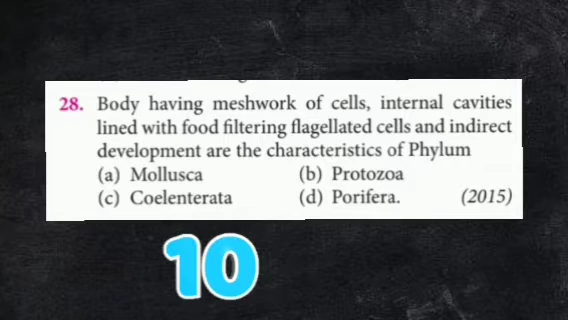 28. Body having meshwork of cells, internal cavities
lined with food filtering flagellated cells and indirect
development are the characteristics of Phylum
(a) Mollusca (b) Protozoa
(c) Coelenterata (d) Porifera. (2015)
10